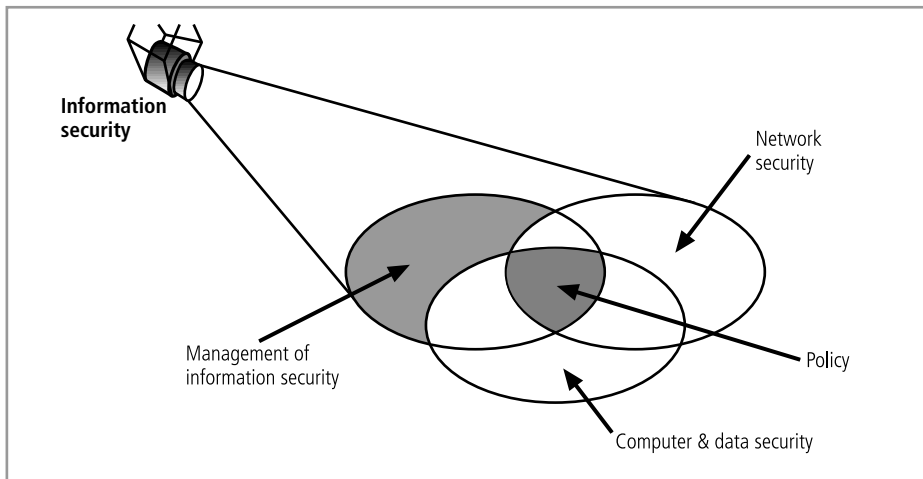 Information
security
Network
security
Management of
information security
Policy
Computer & data security